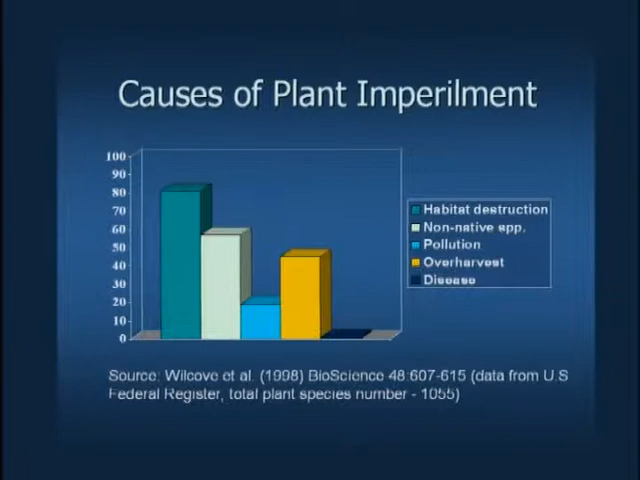 Causes of Plant Imperilment
100
90
80
70
60
50
40
30
20
10
0
Habitat destruction
Non-native spp.
Pollution
Overharvest
Disease
Source: Wilcove et al. (1998) BioScience 48:607-615 (data from U.S
Federal Register, total plant species number - 1055)